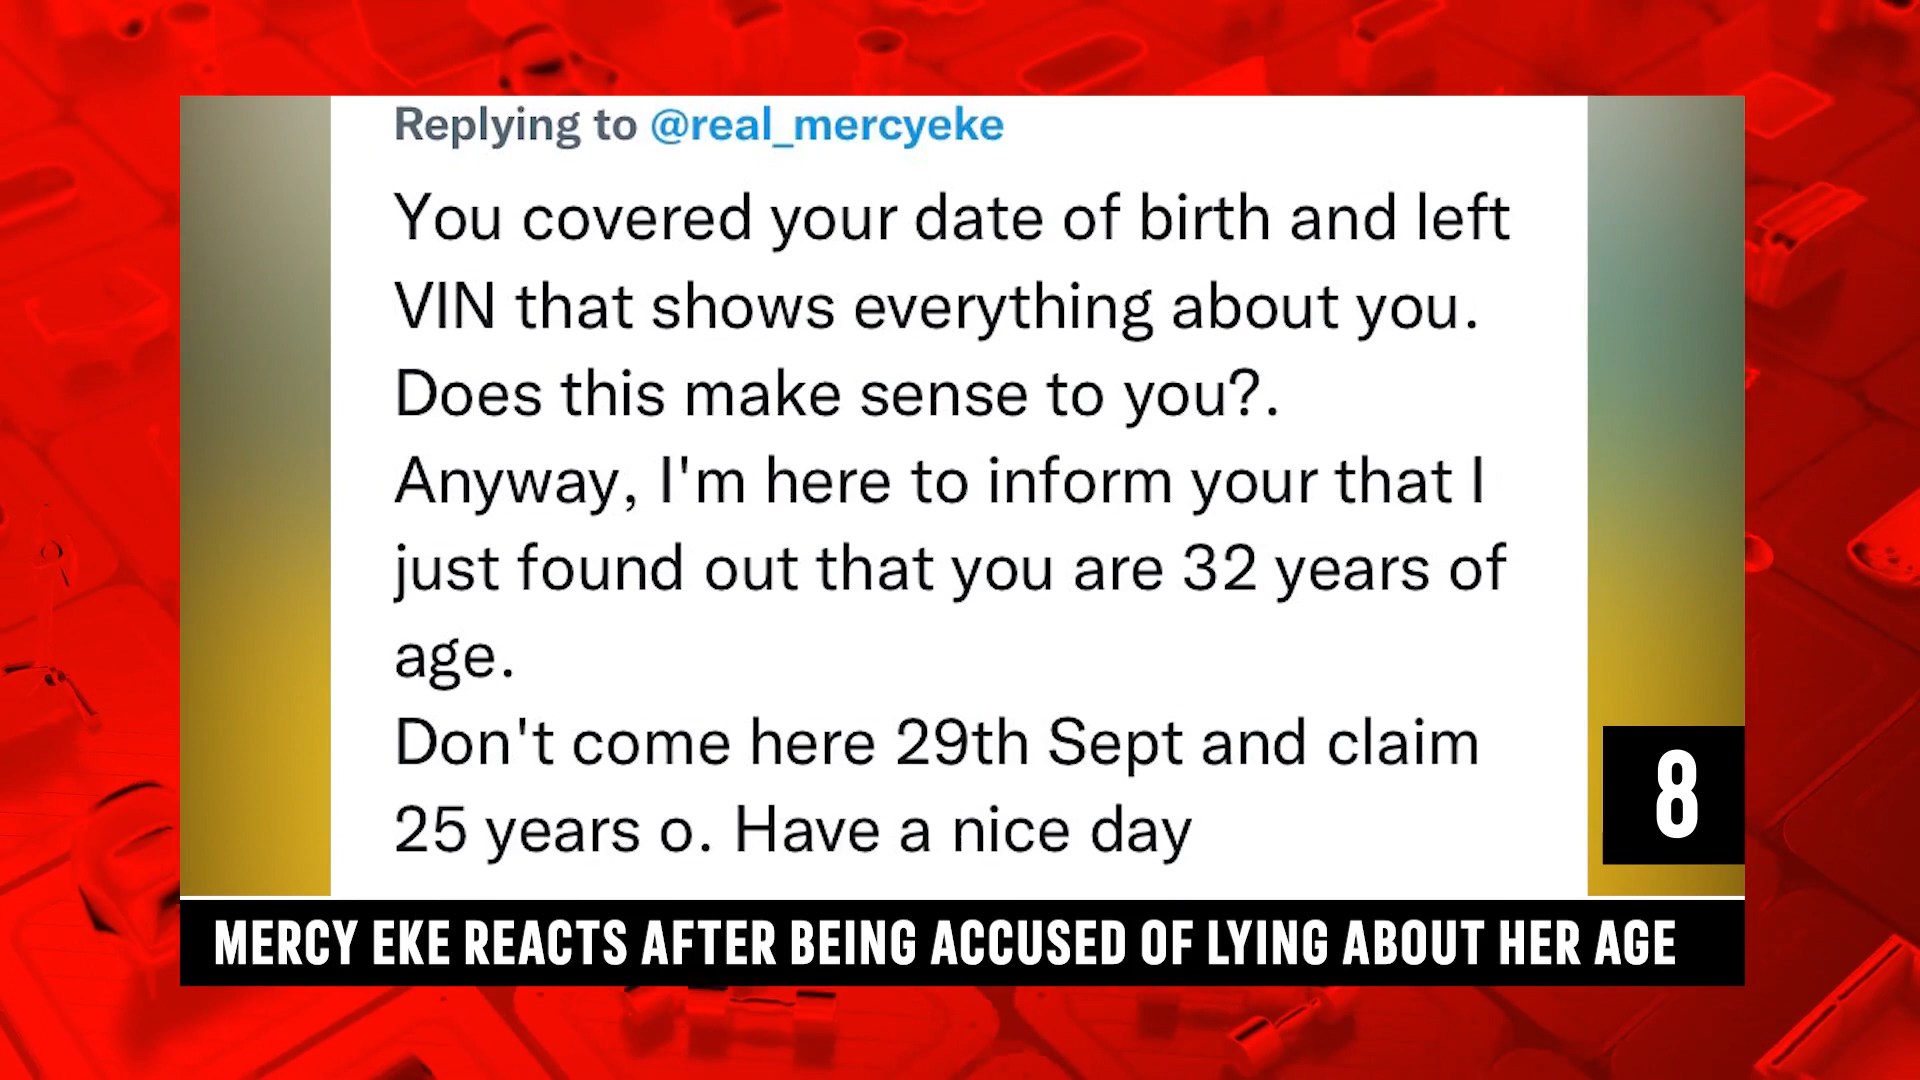 Replying to @real_mercyeke
You covered your date of birth and left
VIN that shows everything about you.
Does this make sense to you?.
Anyway, I'm here to inform your that I
just found out that you are 32 years of
age.
Don't come here 29th Sept and claim
25 years o. Have a nice day
8
MERCY EKE REACTS AFTER BEING ACCUSED OF LYING ABOUT HER AGE